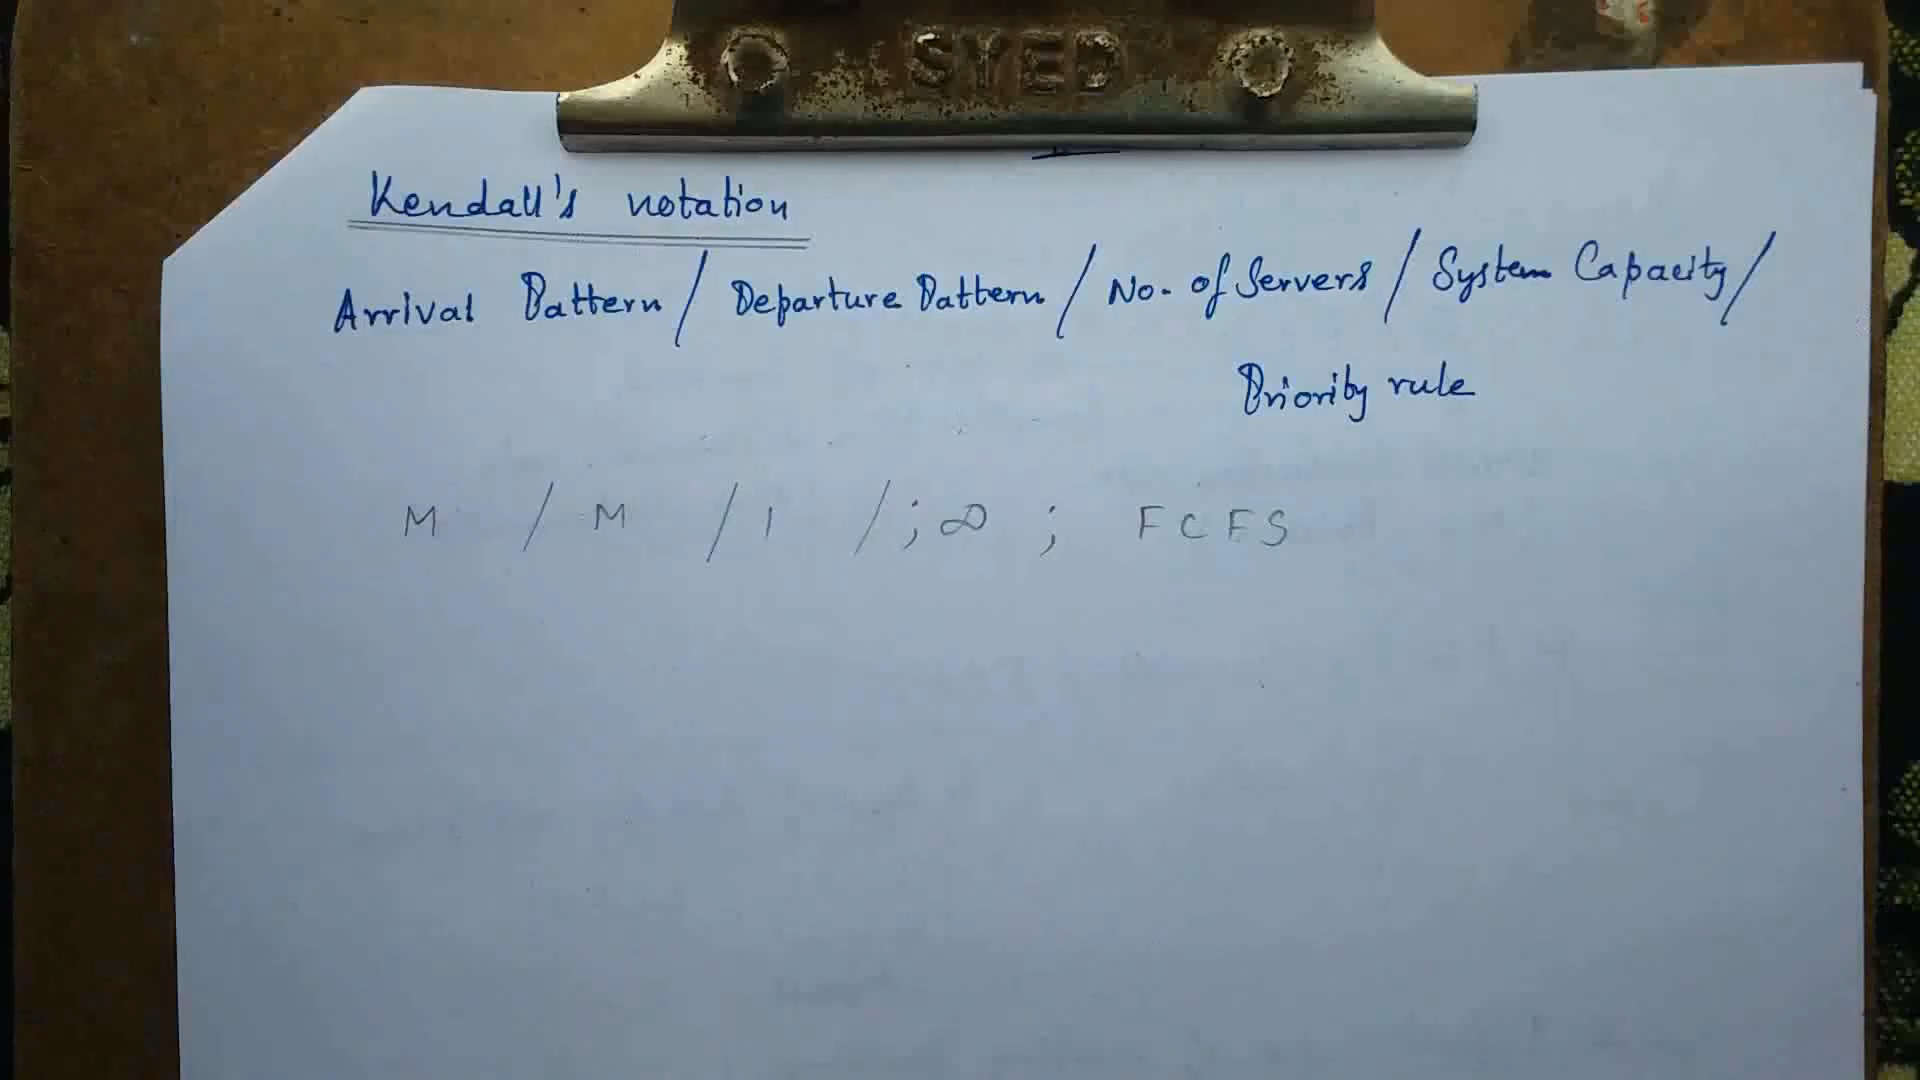 SYED
Kendall's notation
Arrival Pattern / Departure Pattern / No. of Servers / System Capacity /
Priority rule
M / M / 1 / ; ∞ ; FCFS